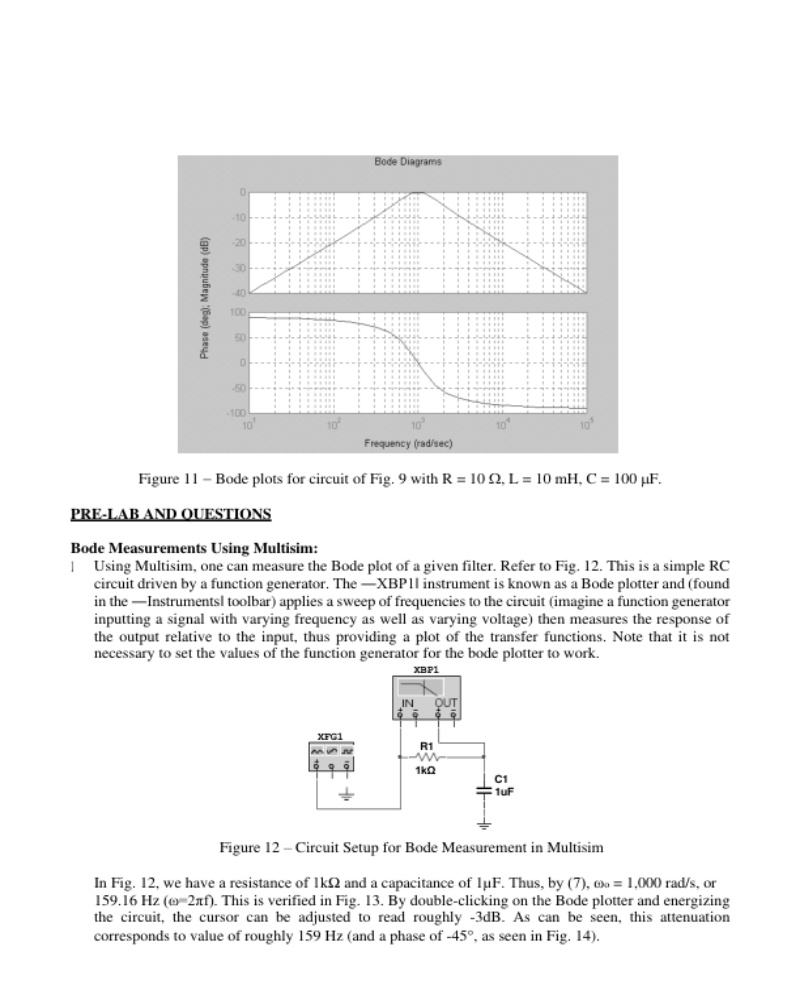 Bode Diagrams
Phase (deg); Magnitude (dB)
0
-10
-20
-30
-40
100
50
0
-50
-100
10^1
10^2
10^3
10^4
10^5
Frequency (rad/sec)
Figure 11 – Bode plots for circuit of Fig. 9 with R = 10 Ω, L = 10 mH, C = 100 μF.
PRE-LAB AND QUESTIONS
Bode Measurements Using Multisim:
] Using Multisim, one can measure the Bode plot of a given filter. Refer to Fig. 12. This is a simple RC
circuit driven by a function generator. The ―XBP1‖ instrument is known as a Bode plotter and (found
in the ―Instruments‖ toolbar) applies a sweep of frequencies to the circuit (imagine a function generator
inputting a signal with varying frequency as well as varying voltage) then measures the response of
the output relative to the input, thus providing a plot of the transfer functions. Note that it is not
necessary to set the values of the function generator for the bode plotter to work.
XBP1
IN OUT
XFG1
R1
1kΩ
C1
1uF
Figure 12 – Circuit Setup for Bode Measurement in Multisim
In Fig. 12, we have a resistance of 1kΩ and a capacitance of 1μF. Thus, by (7), ωo = 1,000 rad/s, or
159.16 Hz (ω=2πf). This is verified in Fig. 13. By double-clicking on the Bode plotter and energizing
the circuit, the cursor can be adjusted to read roughly -3dB. As can be seen, this attenuation
corresponds to value of roughly 159 Hz (and a phase of -45°, as seen in Fig. 14).